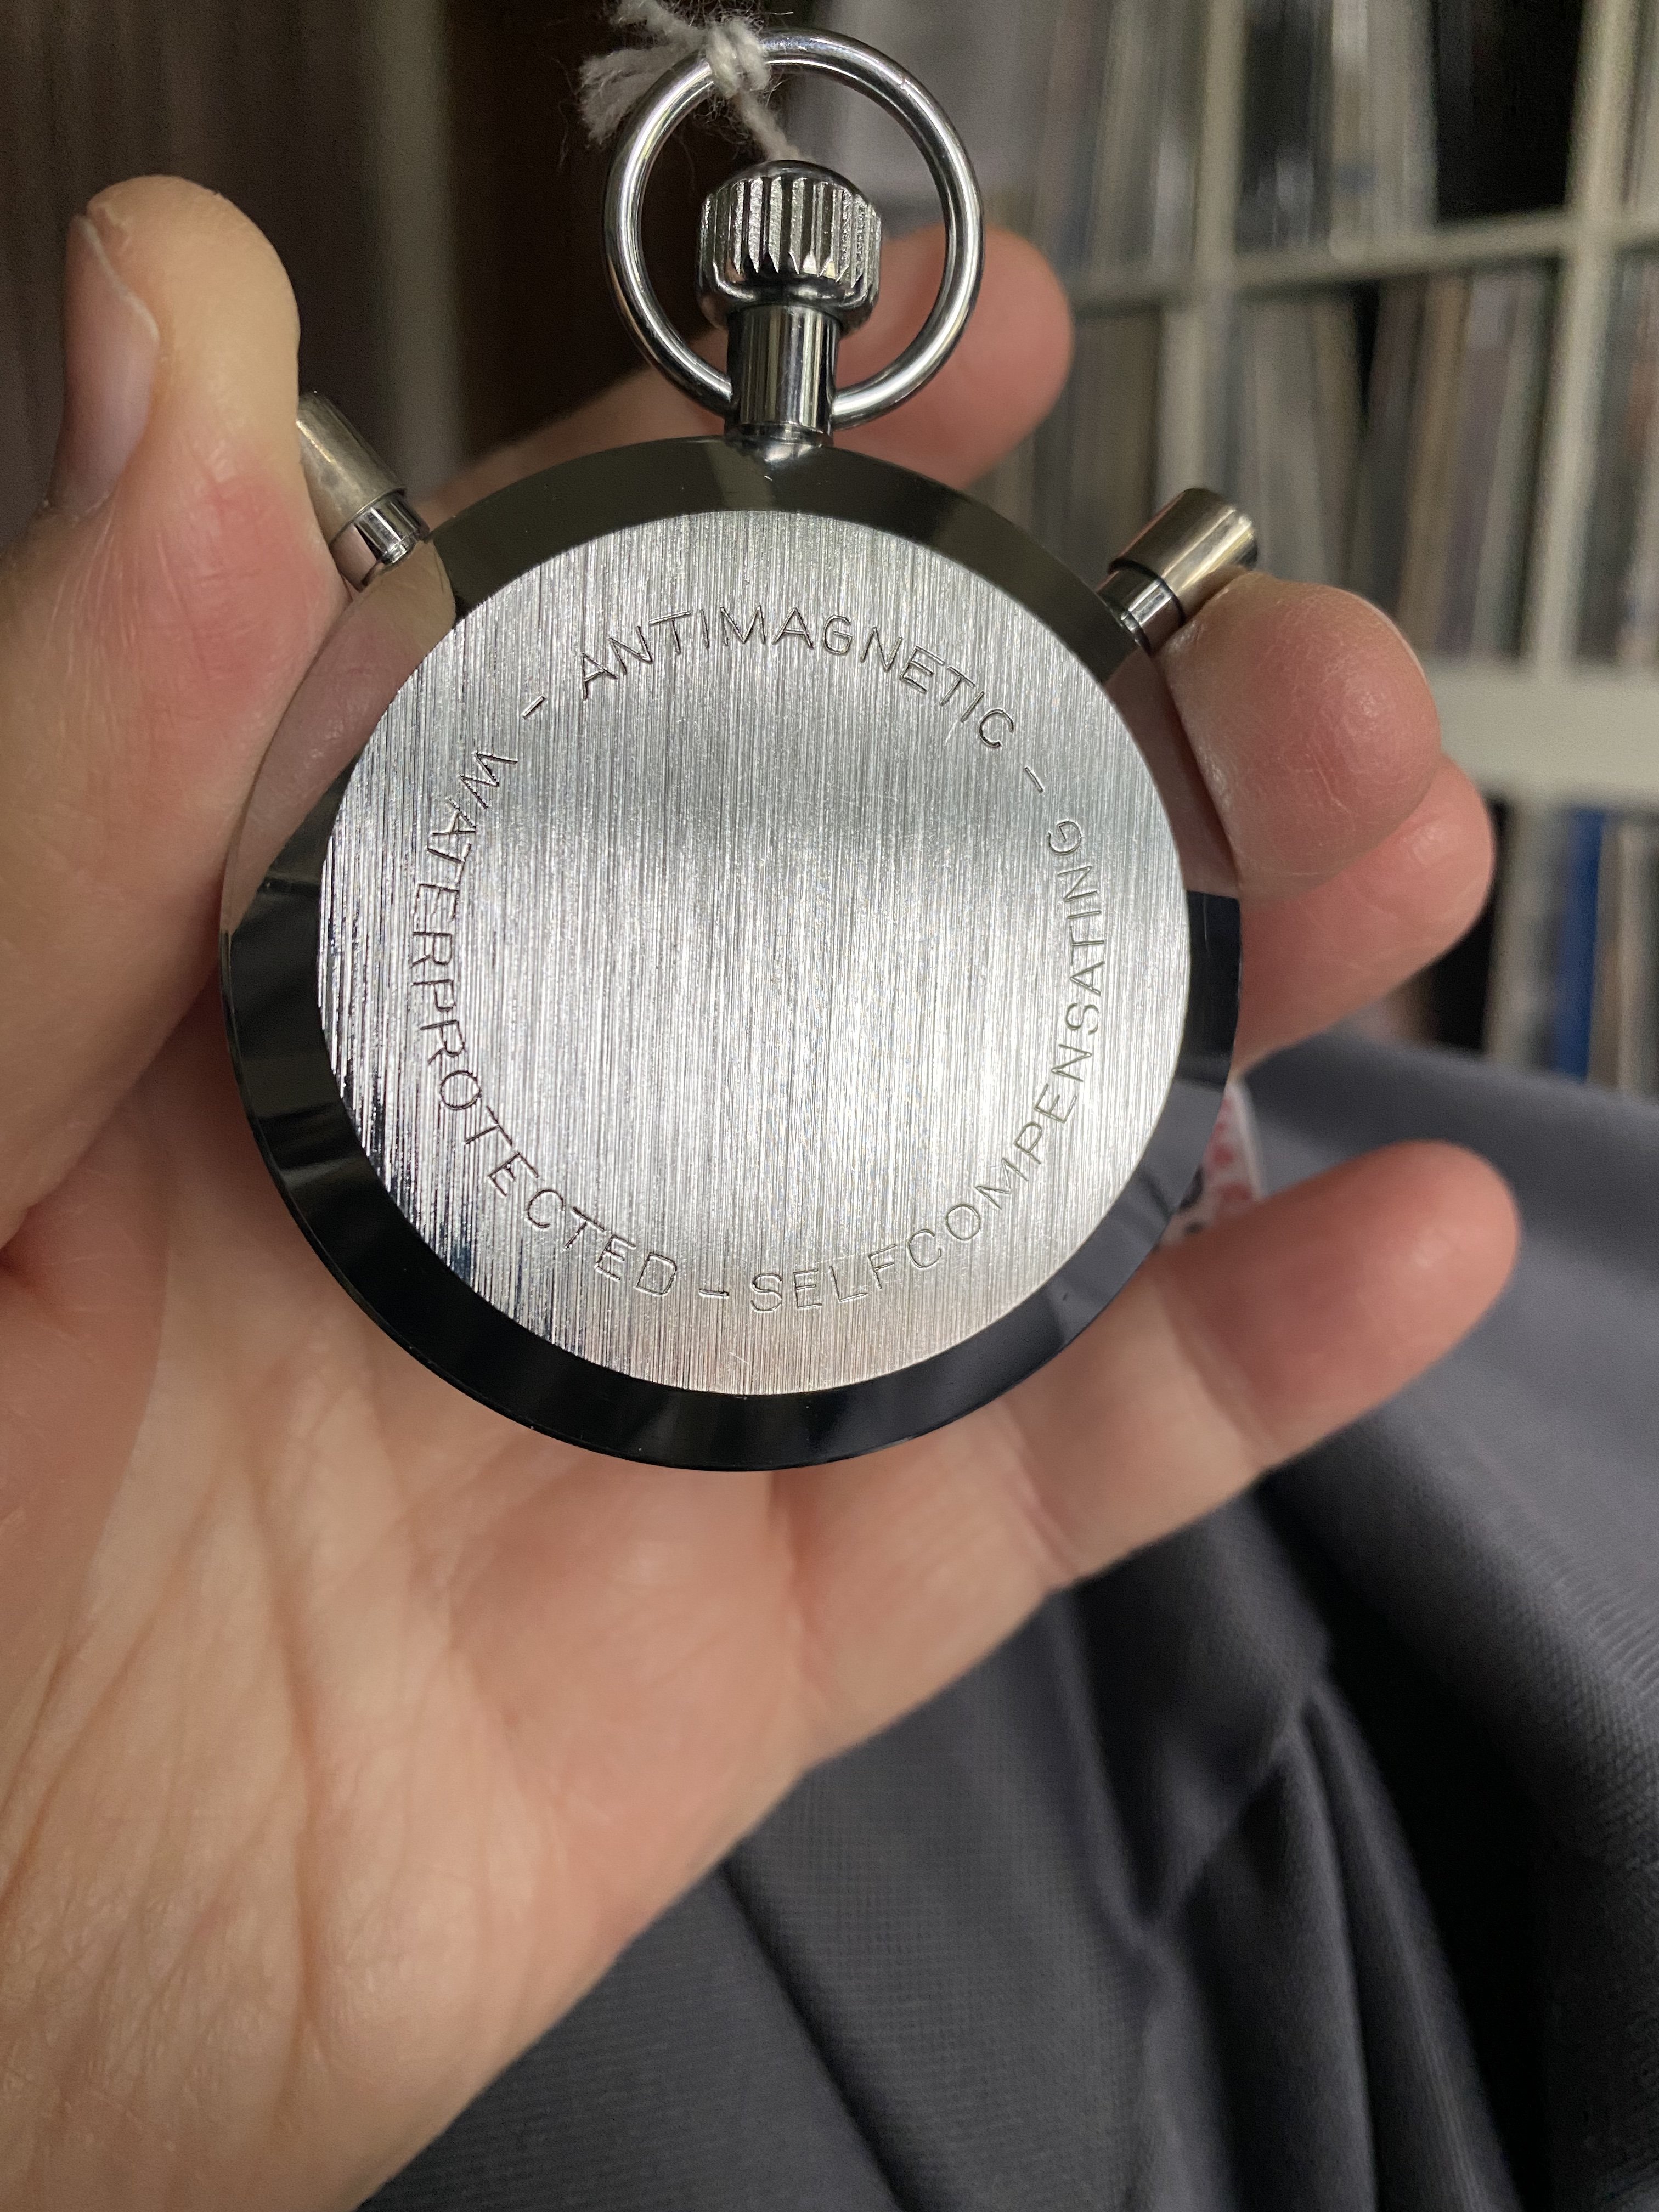 - ANTIMAGNETIC -
WATERPROTECTED - SELFCOMPENSATING